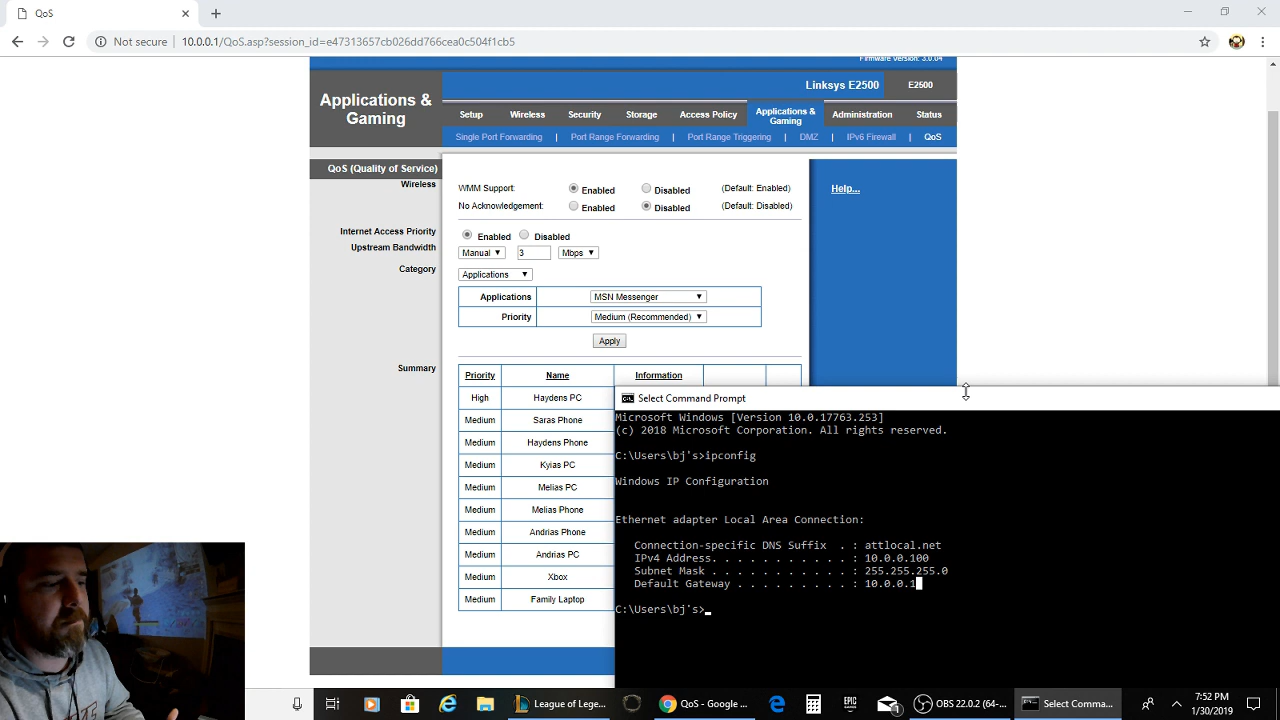 QoS
Not secure | 10.0.0.1/QoS.asp?session_id=e47313657cb026dd766cea0c504f1cb5
Firmware Version: 3.0.04
Applications & Gaming
Linksys E2500 E2500
Setup Wireless Security Storage Access Policy Applications & Gaming Administration Status
Single Port Forwarding | Port Range Forwarding | Port Range Triggering | DMZ | IPv6 Firewall | QoS
QoS (Quality of Service)
Wireless
WMM Support: Enabled Disabled (Default: Enabled)
No Acknowledgement: Enabled Disabled (Default: Disabled)
Help...
Internet Access Priority Enabled Disabled
Upstream Bandwidth Manual 3 Mbps
Category Applications
Applications MSN Messenger
Priority Medium (Recommended)
Apply
Summary
Priority Name Information
High Haydens PC
Medium Saras Phone
Medium Haydens Phone
Medium Kyias PC
Medium Melias PC
Medium Melias Phone
Medium Andrias Phone
Medium Andrias PC
Medium Xbox
Medium Family Laptop
Select Command Prompt
Microsoft Windows [Version 10.0.17763.253]
(c) 2018 Microsoft Corporation. All rights reserved.
C:\Users\bj's>ipconfig
Windows IP Configuration
Ethernet adapter Local Area Connection:
Connection-specific DNS Suffix . : attlocal.net
IPv4 Address. . . . . . . . . . . : 10.0.0.100
Subnet Mask . . . . . . . . . . . : 255.255.255.0
Default Gateway . . . . . . . . . : 10.0.0.1
C:\Users\bj's>
League of Lege...
QoS - Google ...
EPIC
1
OBS 22.0.2 (64-...
Select Comma...
7:52 PM
1/30/2019